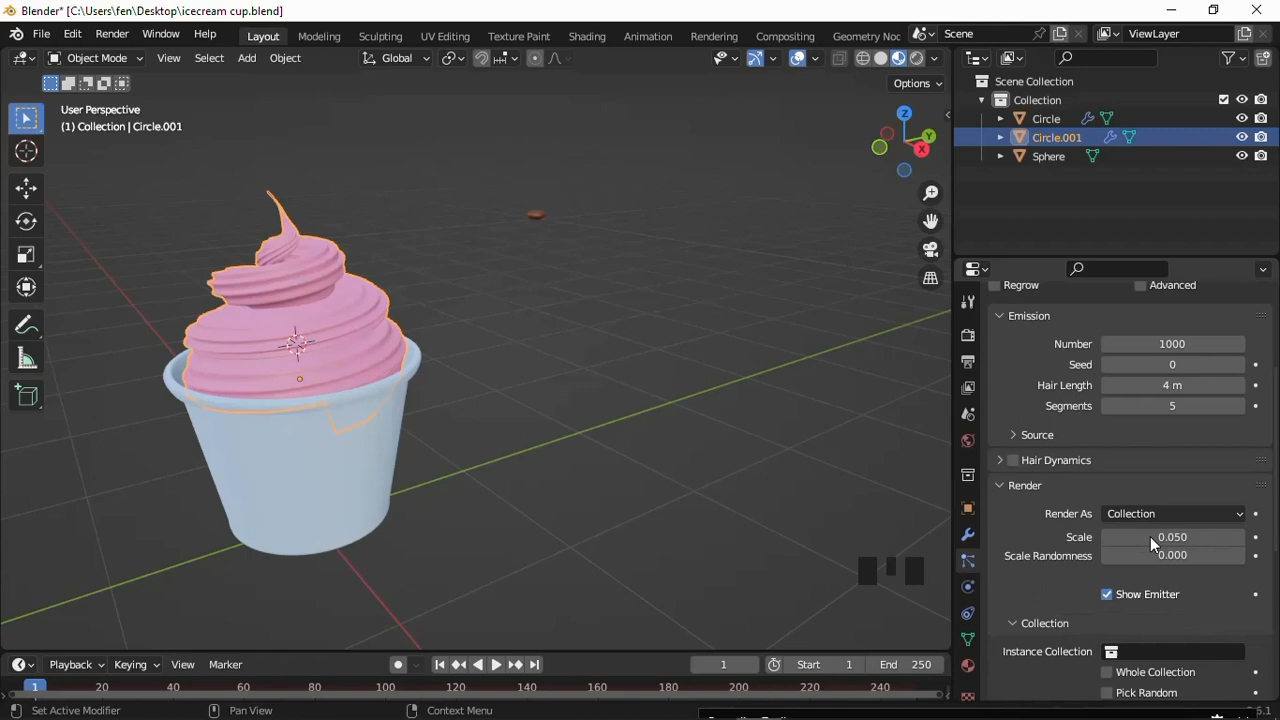 Blender* [C:\Users\fen\Desktop\icecream cup.blend]
File Edit Render Window Help Layout Modeling Sculpting UV Editing Texture Paint Shading Animation Rendering Compositing Geometry Noc Scene ViewLayer
Object Mode View Select Add Object Global
Options
User Perspective
(1) Collection | Circle.001
Z
Y
X
Scene Collection
Collection
Circle
Circle.001
Sphere
Regrow Advanced
Emission
Number 1000
Seed 0
Hair Length 4 m
Segments 5
Source
Hair Dynamics
Render
Render As Collection
Scale 0.050
Scale Randomness 0.000
Show Emitter
Collection
Instance Collection
Whole Collection
Pick Random
Playback Keying View Marker 1 Start 1 End 250
1 20 40 60 80 100 120 140 160 180 200 220 240
Set Active Modifier Pan View Context Menu